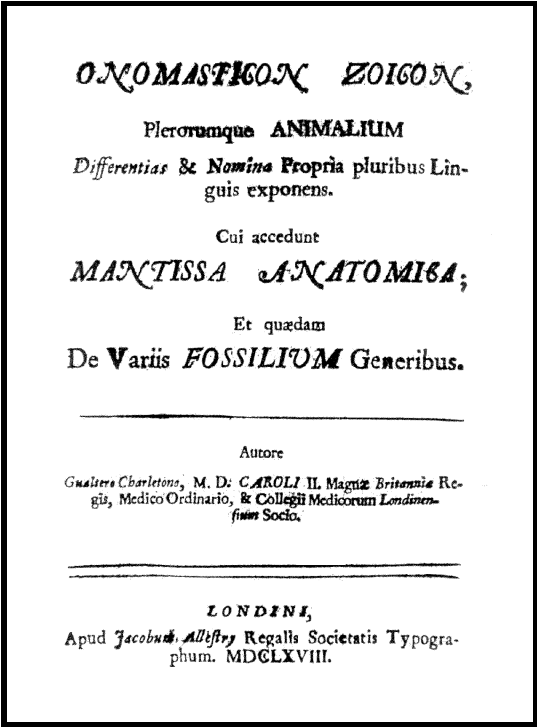 ONOMASTICON ZOICON,
Plerorumque ANIMALIUM
Differentias & Nomina Propria pluribus Lin-
guis exponens.
Cui accedunt
MANTISSA ANATOMICA;
Et quædam
De Variis FOSSILIUM Generibus.
Autore
Gualtero Charletono, M. D. CAROLI II. Magnæ Britanniæ Re-
gis, Medico Ordinario, & Collegii Medicorum Londinen-
sium Socio.
LONDINI,
Apud Jacobum Allestry Regalis Societatis Typogra-
phum. MDCLXVIII.